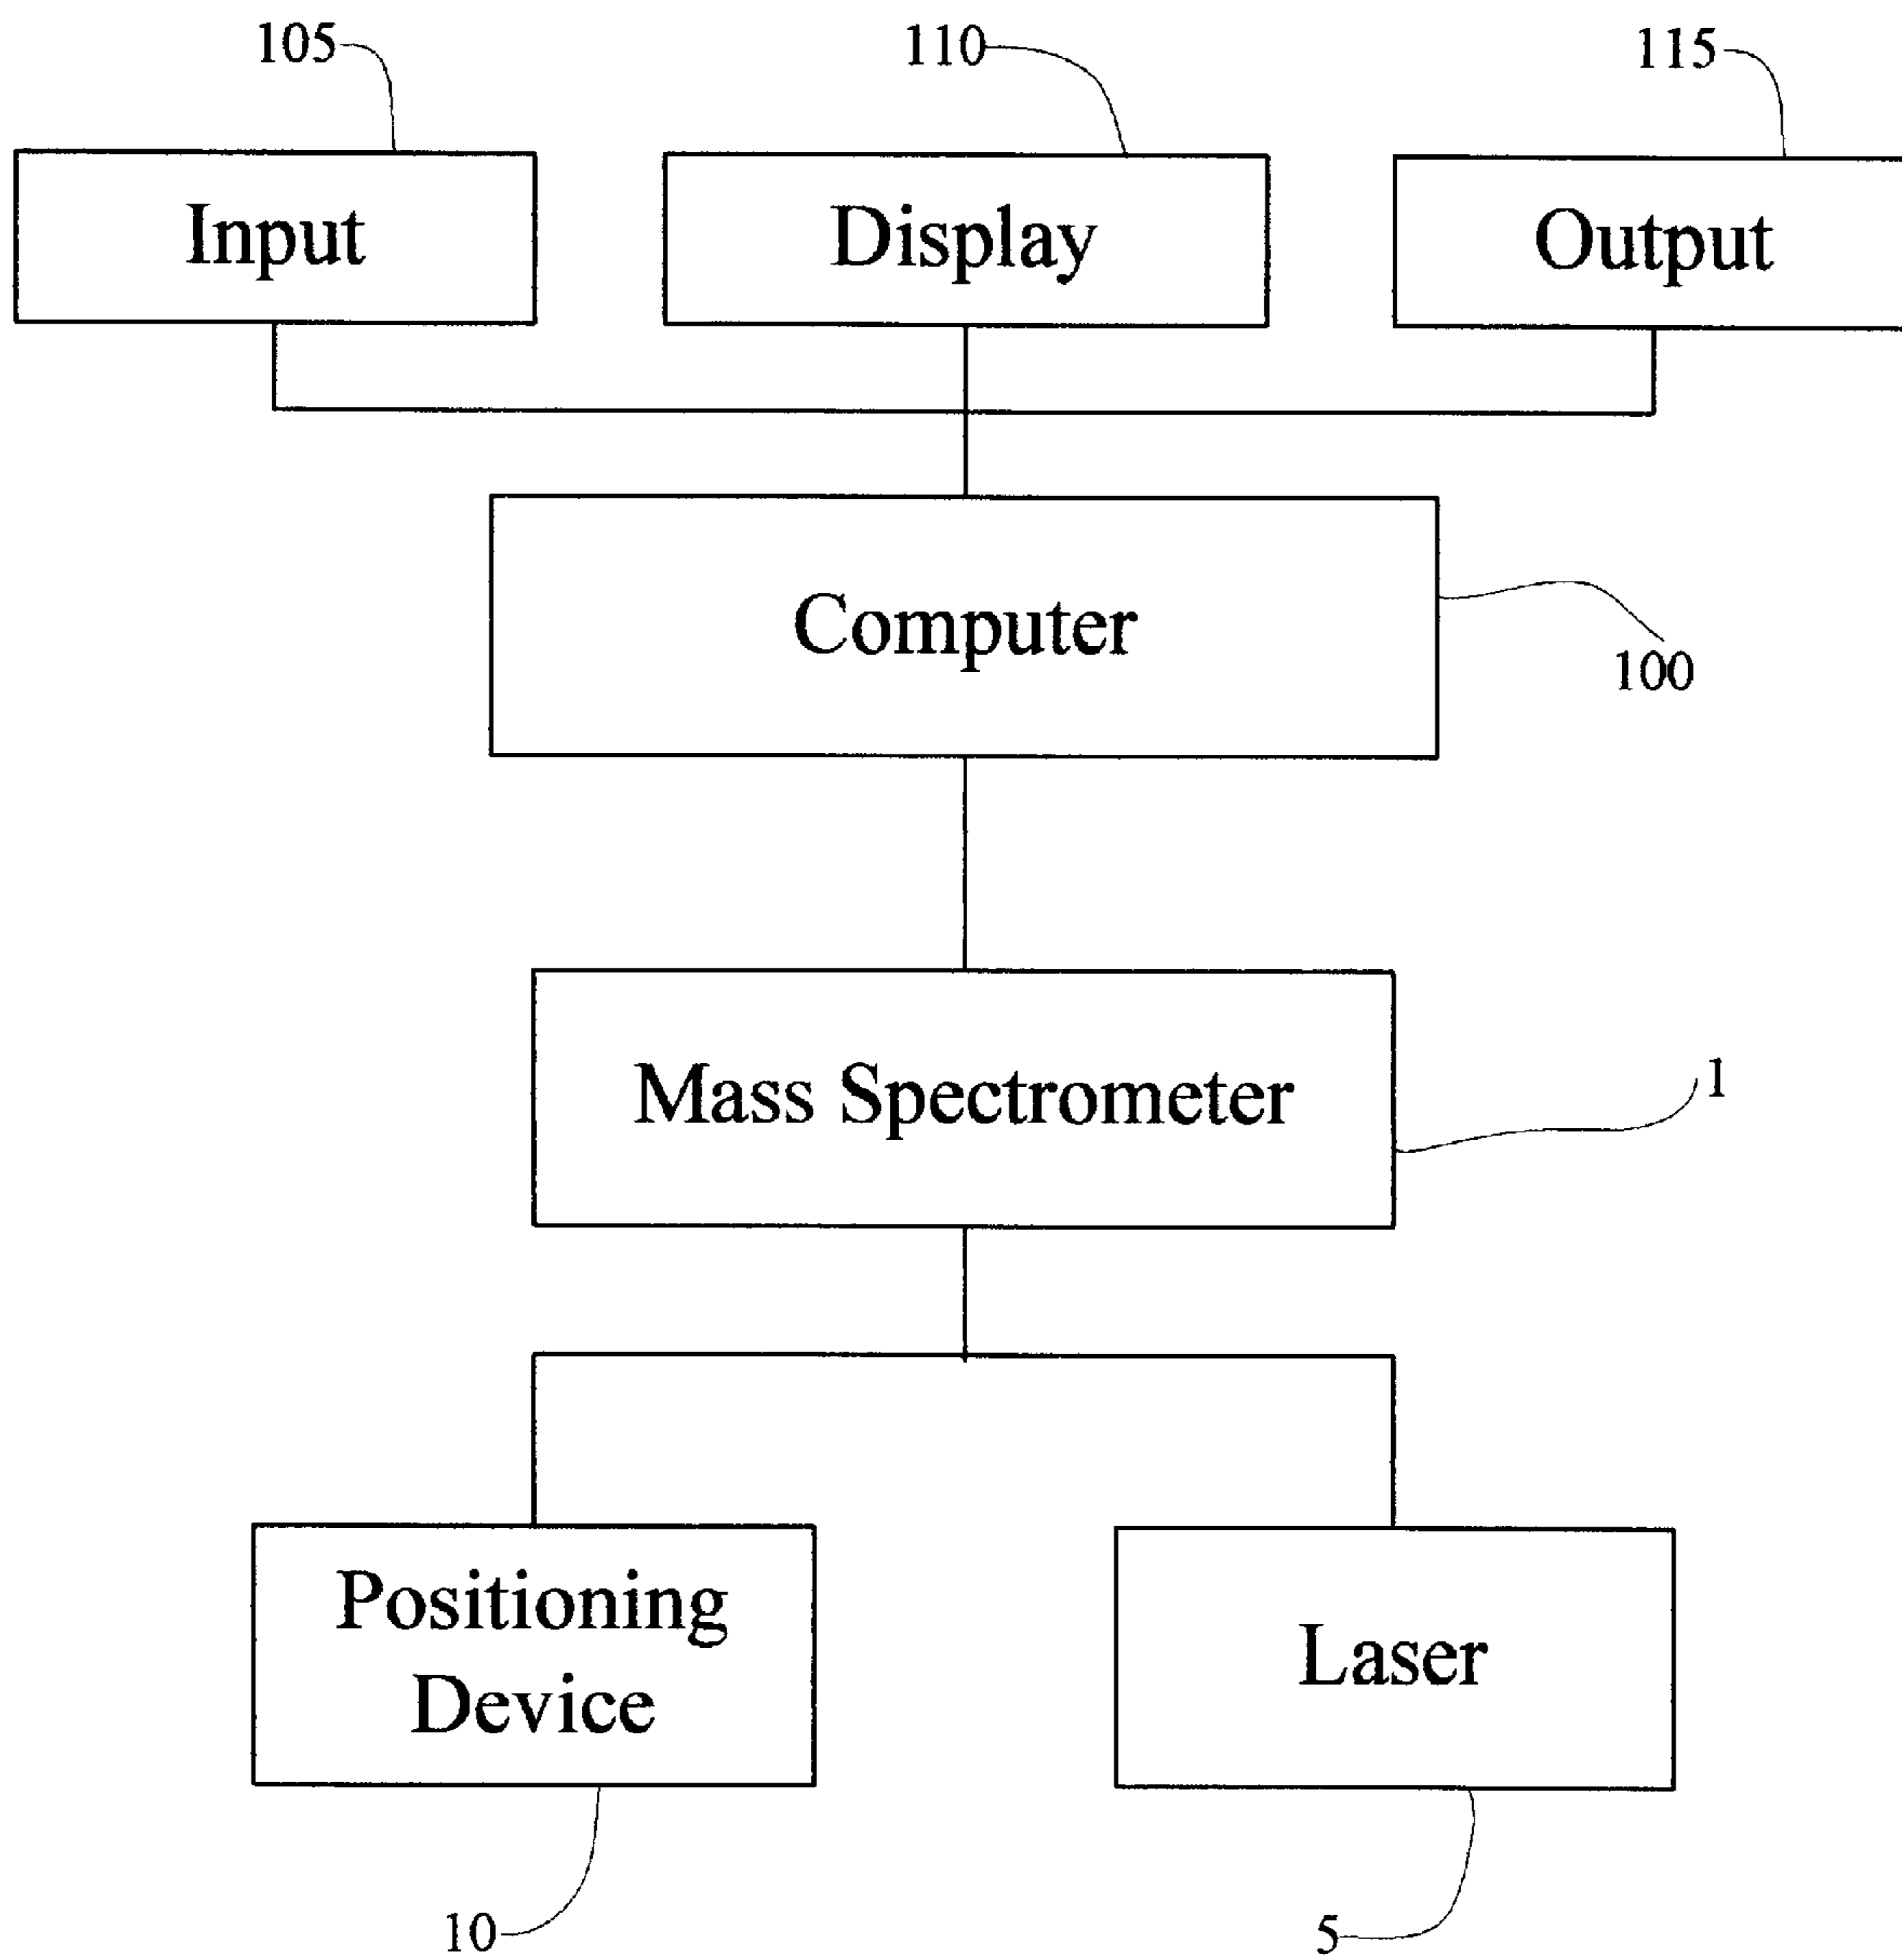 105
110
115
Input
Display
Output
Computer
100
Mass Spectrometer
1
Positioning
Device
Laser
10
5